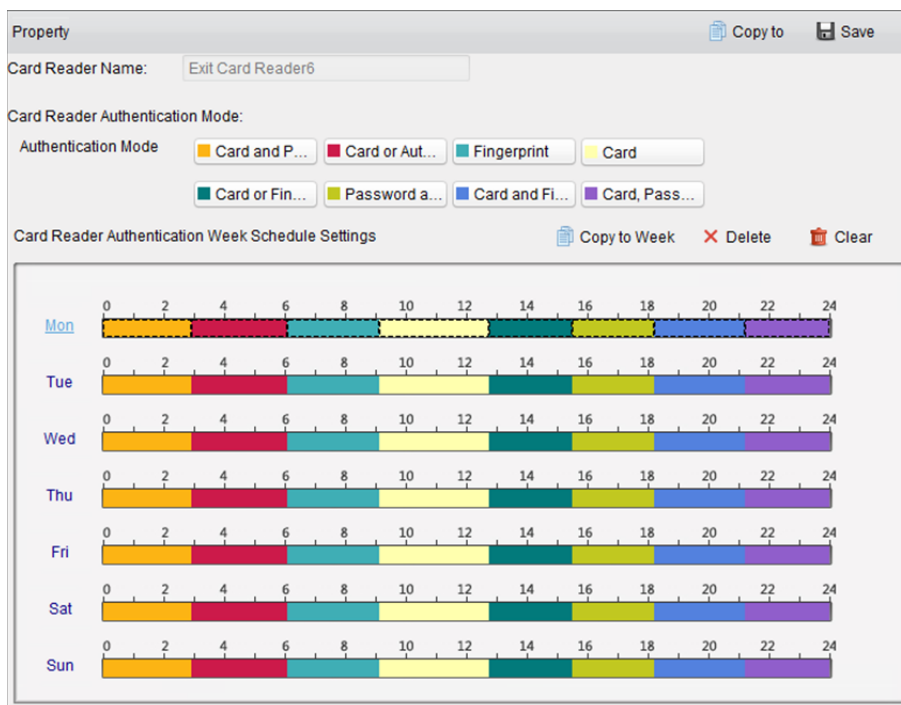 Property Copy to Save
Card Reader Name: Exit Card Reader6
Card Reader Authentication Mode:
Authentication Mode Card and P... Card or Aut... Fingerprint Card
Card or Fin... Password a... Card and Fi... Card, Pass...
Card Reader Authentication Week Schedule Settings Copy to Week Delete Clear
0 2 4 6 8 10 12 14 16 18 20 22 24
Mon
0 2 4 6 8 10 12 14 16 18 20 22 24
Tue
0 2 4 6 8 10 12 14 16 18 20 22 24
Wed
0 2 4 6 8 10 12 14 16 18 20 22 24
Thu
0 2 4 6 8 10 12 14 16 18 20 22 24
Fri
0 2 4 6 8 10 12 14 16 18 20 22 24
Sat
0 2 4 6 8 10 12 14 16 18 20 22 24
Sun